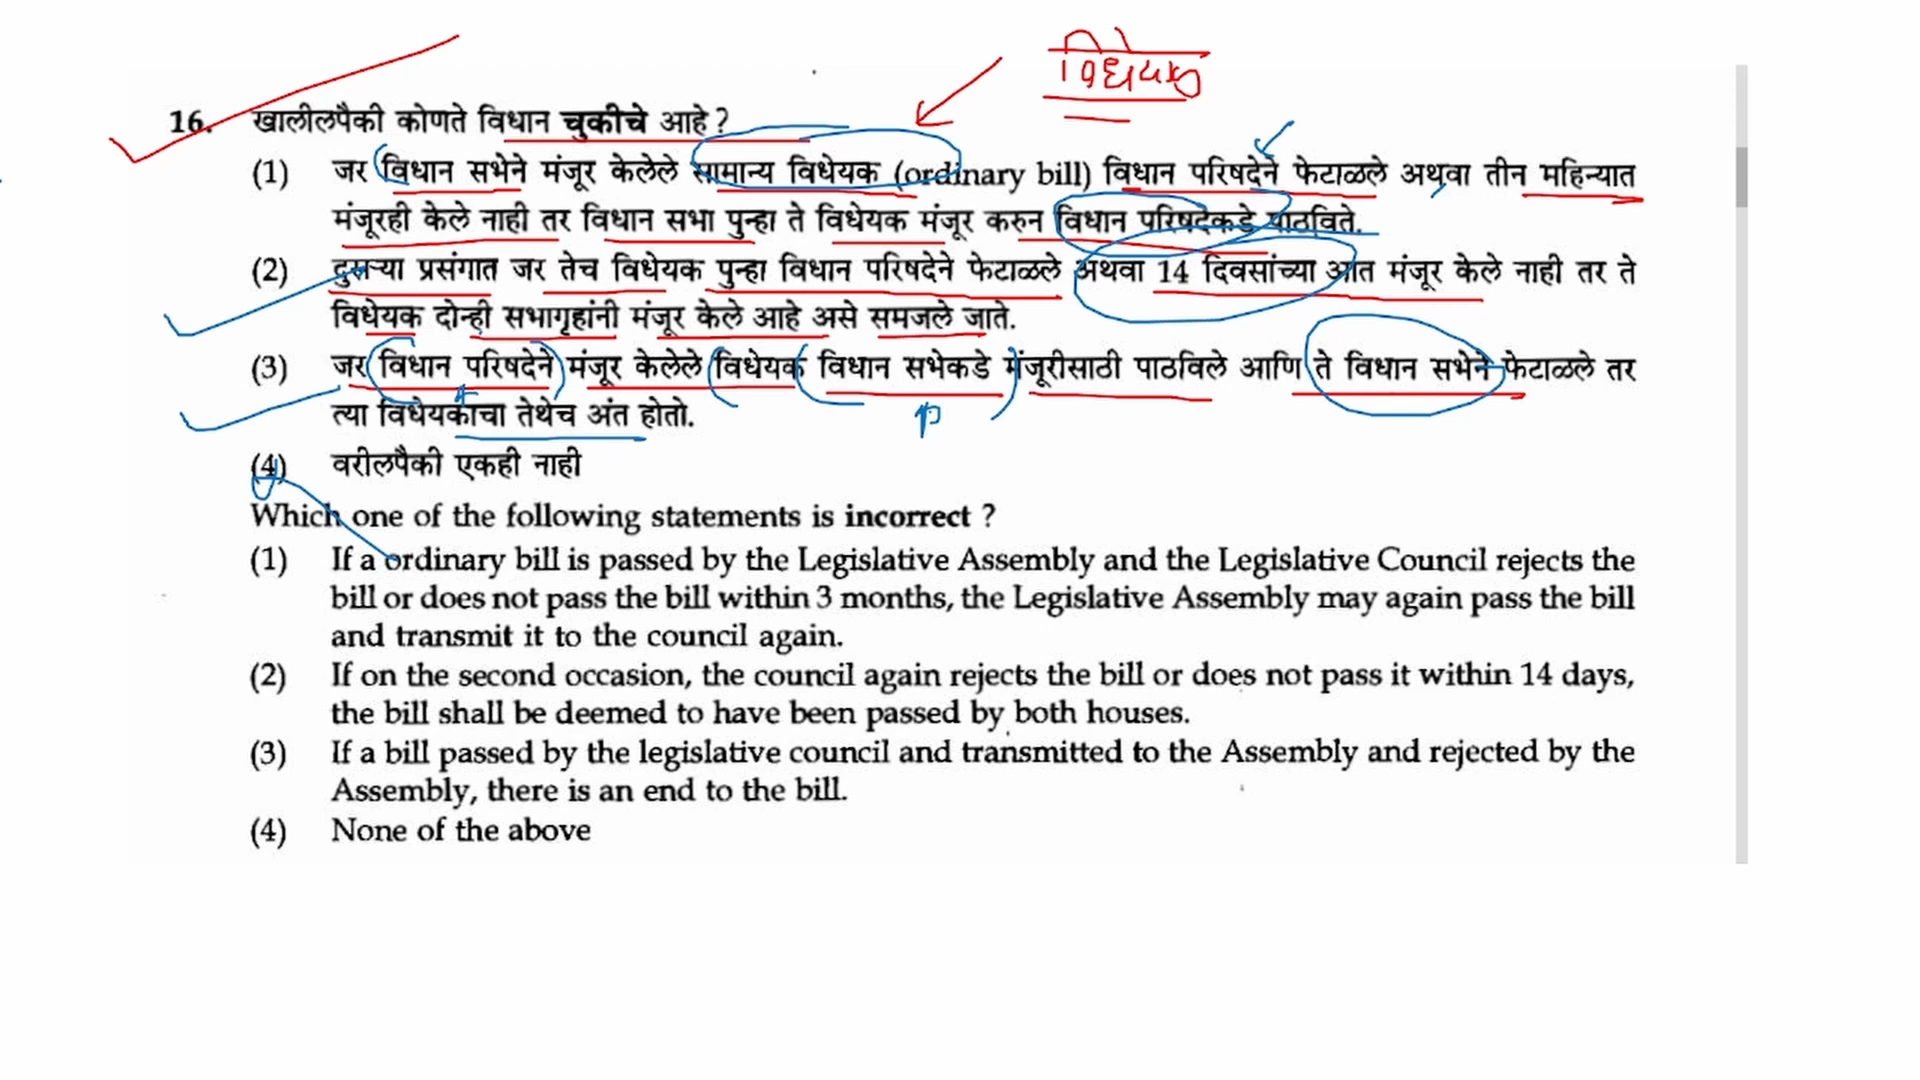 विधेयक
16. खालीलपैकी कोणते विधान चुकीचे आहे ?
(1) जर विधान सभेने मंजूर केलेले सामान्य विधेयक (ordinary bill) विधान परिषदेने फेटाळले अथवा तीन महिन्यात
मंजूरही केले नाही तर विधान सभा पुन्हा ते विधेयक मंजूर करुन विधान परिषदेकडे पाठविते.
(2) दुसऱ्या प्रसंगात जर तेच विधेयक पुन्हा विधान परिषदेने फेटाळले अथवा 14 दिवसांच्या आत मंजूर केले नाही तर ते
विधेयक दोन्ही सभागृहांनी मंजूर केले आहे असे समजले जाते.
(3) जर विधान परिषदेने मंजूर केलेले विधेयक विधान सभेकडे मंजूरीसाठी पाठविले आणि ते विधान सभेने फेटाळले तर
त्या विधेयकाचा तेथेच अंत होतो.
(4) वरीलपैकी एकही नाही
Which one of the following statements is incorrect ?
(1) If a ordinary bill is passed by the Legislative Assembly and the Legislative Council rejects the
bill or does not pass the bill within 3 months, the Legislative Assembly may again pass the bill
and transmit it to the council again.
(2) If on the second occasion, the council again rejects the bill or does not pass it within 14 days,
the bill shall be deemed to have been passed by both houses.
(3) If a bill passed by the legislative council and transmitted to the Assembly and rejected by the
Assembly, there is an end to the bill.
(4) None of the above